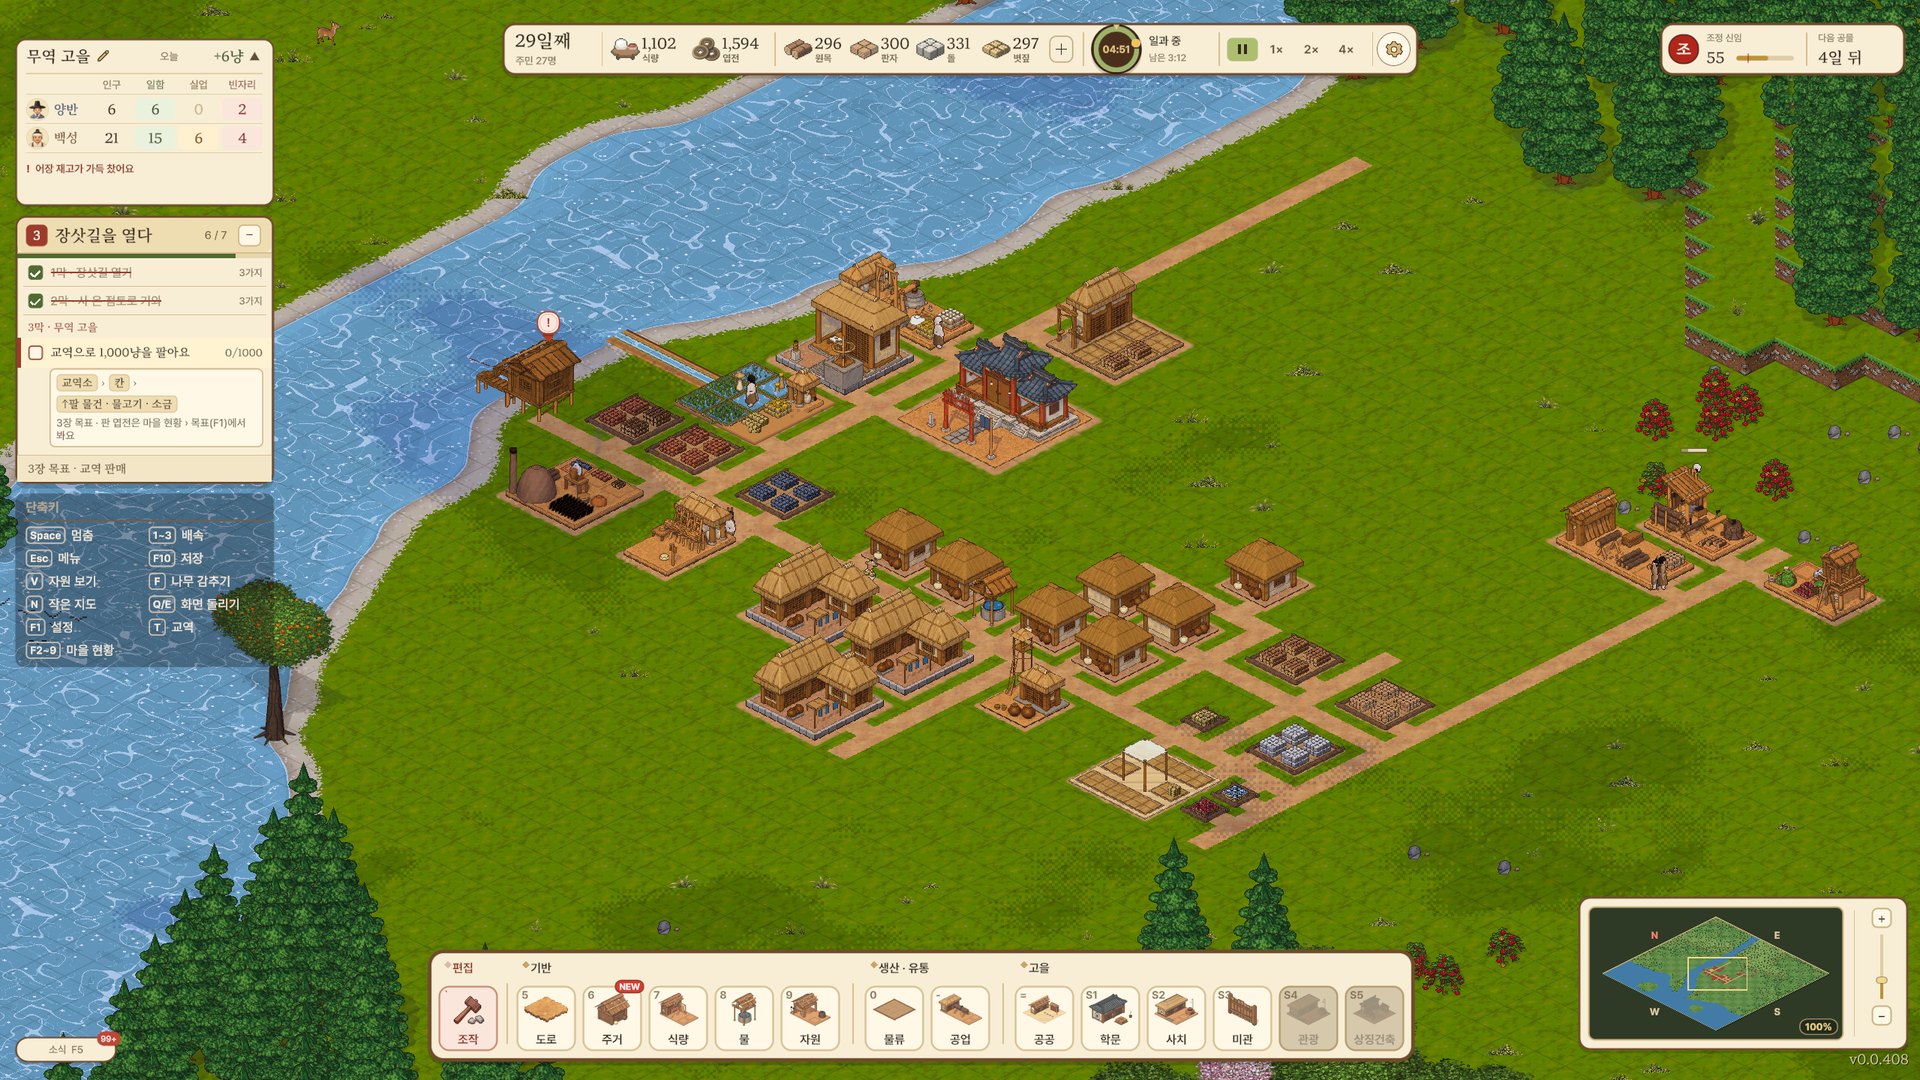 무역 고을 오늘 +6냥 ▲
인구 일함 실업 빈자리
양반 6 6 0 2
백성 21 15 6 4
! 어장 재고가 가득 찼어요
3 장삿길을 열다 6 / 7 −
1막 · 장삿길 열기 3가지
2막 · 사 온 점토로 기와 3가지
3막 · 무역 고을
교역으로 1,000냥을 팔아요 0/1000
교역소 › 칸 ›
↑팔 물건 · 물고기 · 소금
3장 목표 · 판 엽전은 마을 현황 › 목표(F1)에서
봐요
3장 목표 · 교역 판매
단축키
Space 멈춤 1~3 배속
Esc 메뉴 F10 저장
V 자원 보기 F 나무 감추기
N 작은 지도 Q/E 화면 돌리기
F1 설정 T 교역
F2~9 마을 현황
소식 F5 99+
29일째
주민 27명
1,102 식량
1,594 엽전
296 원목
300 판자
331 돌
297 볏짚
+
04:51
일과 중
남은 3:12
1× 2× 4×
조
조정 신임
55
다음 공물
4일 뒤
!
편집
조작
기반
5 도로
6 주거 NEW
7 식량
8 물
9 자원
생산 · 유통
0 물류
- 공업
고을
= 공공
S1 학문
S2 사치
S3 미관
S4 관광
S5 상징건축
N E
W S
100%
+
−
v0.0.408